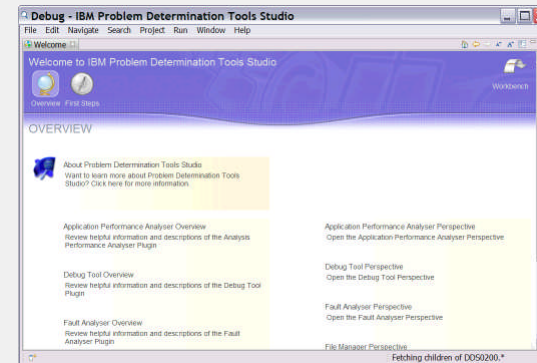 Debug - IBM Problem Determination Tools Studio
File Edit Navigate Search Project Run Window Help
Welcome
Welcome to IBM Problem Determination Tools Studio
Overview First Steps
Workbench
OVERVIEW
About Problem Determination Tools Studio
Want to learn more about Problem Determination Tools
Studio? Click here for more information.
Application Performance Analyser Overview
Review helpful information and descriptions of the Analysis
Performance Analyser Plugin
Application Performance Analyser Perspective
Open the Application Performance Analyser Perspective
Debug Tool Overview
Review helpful information and descriptions of the Debug Tool
Plugin
Debug Tool Perspective
Open the Debug Tool Perspective
Fault Analyser Overview
Review helpful information and descriptions of the Fault
Analyser Plugin
Fault Analyser Perspective
Open the Fault Analyser Perspective
File Manager Perspective
Fetching children of DDS0200.*